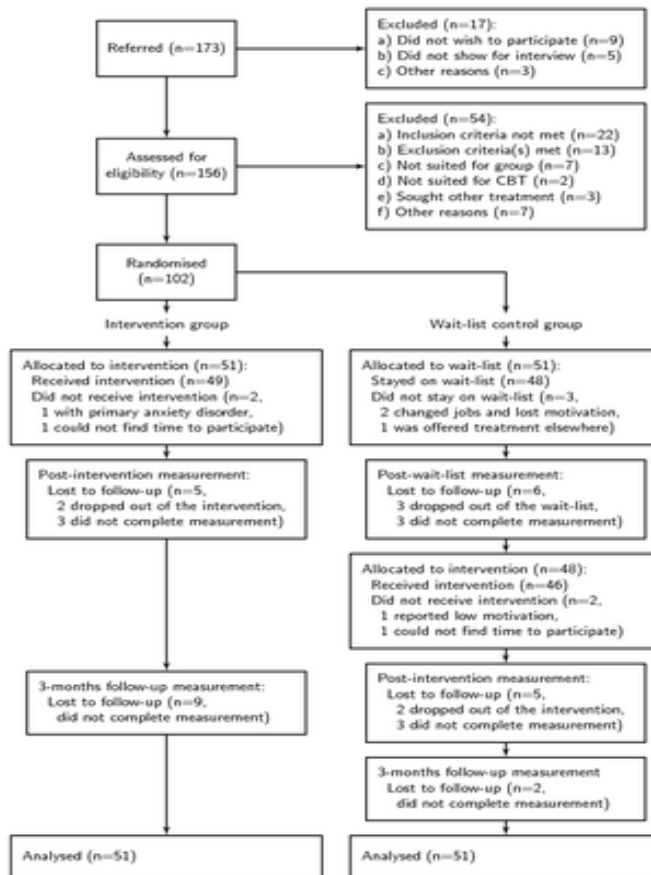 Referred (n=173)
Excluded (n=17):
a) Did not wish to participate (n=9)
b) Did not show for interview (n=5)
c) Other reasons (n=3)
Assessed for
eligibility (n=156)
Excluded (n=54):
a) Inclusion criteria not met (n=22)
b) Exclusion criteria(s) met (n=13)
c) Not suited for group (n=7)
d) Not suited for CBT (n=2)
e) Sought other treatment (n=3)
f) Other reasons (n=7)
Randomised
(n=102)
Intervention group
Allocated to intervention (n=51):
Received intervention (n=49)
Did not receive intervention (n=2,
1 with primary anxiety disorder,
1 could not find time to participate)
Post-intervention measurement:
Lost to follow-up (n=5,
2 dropped out of the intervention,
3 did not complete measurement)
3-months follow-up measurement:
Lost to follow-up (n=9,
did not complete measurement)
Analysed (n=51)
Wait-list control group
Allocated to wait-list (n=51):
Stayed on wait-list (n=48)
Did not stay on wait-list (n=3,
2 changed jobs and lost motivation,
1 was offered treatment elsewhere)
Post-wait-list measurement:
Lost to follow-up (n=6,
3 dropped out of the wait-list,
3 did not complete measurement)
Allocated to intervention (n=48):
Received intervention (n=46)
Did not receive intervention (n=2,
1 reported low motivation,
1 could not find time to participate)
Post-intervention measurement:
Lost to follow-up (n=5,
2 dropped out of the intervention,
3 did not complete measurement)
3-months follow-up measurement
Lost to follow-up (n=2,
did not complete measurement)
Analysed (n=51)